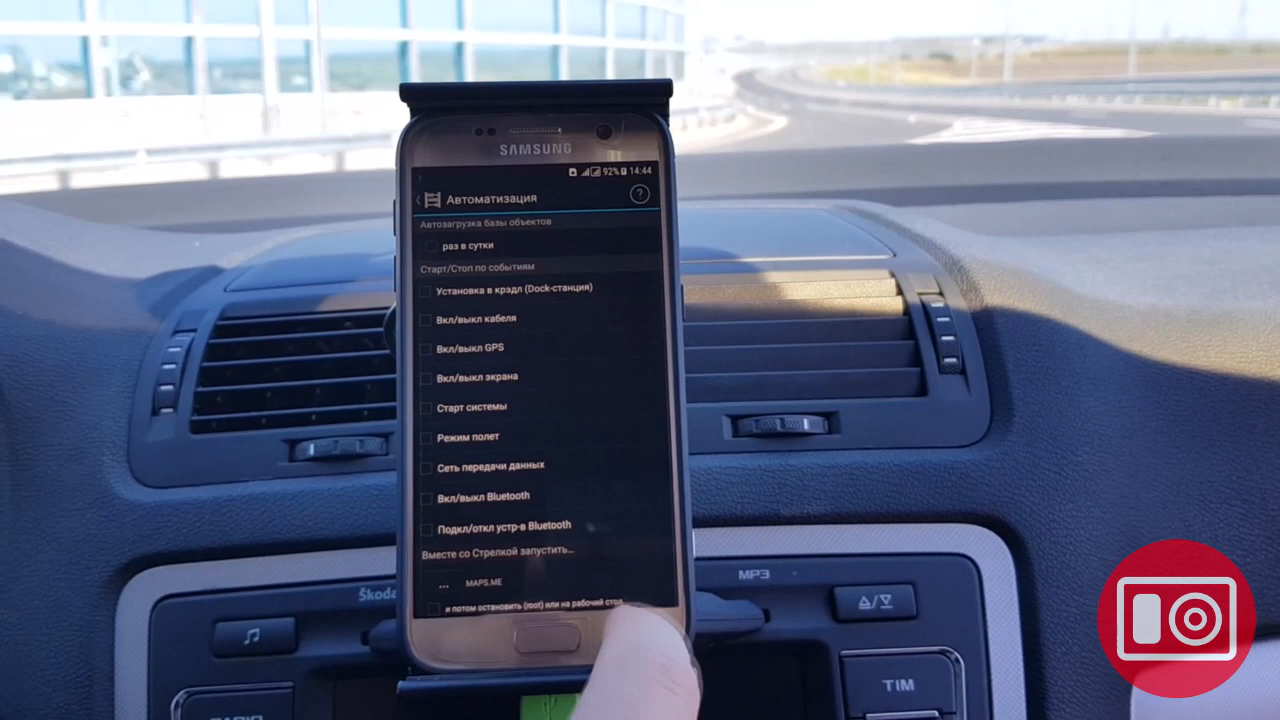 SAMSUNG
92% 14:44
Автоматизация
?
Автозагрузка базы объектов
раз в сутки
Старт/Стоп по событиям
Установка в крэдл (Dock-станция)
Вкл/выкл кабеля
Вкл/выкл GPS
Вкл/выкл экрана
Старт системы
Режим полет
Сеть передачи данных
Вкл/выкл Bluetooth
Подкл/откл устр-в Bluetooth
Вместе со Стрелкой запустить...
... MAPS.ME
и потом остановить (root) или на рабочий стол
Škoda
MP3
TIM
RADIO